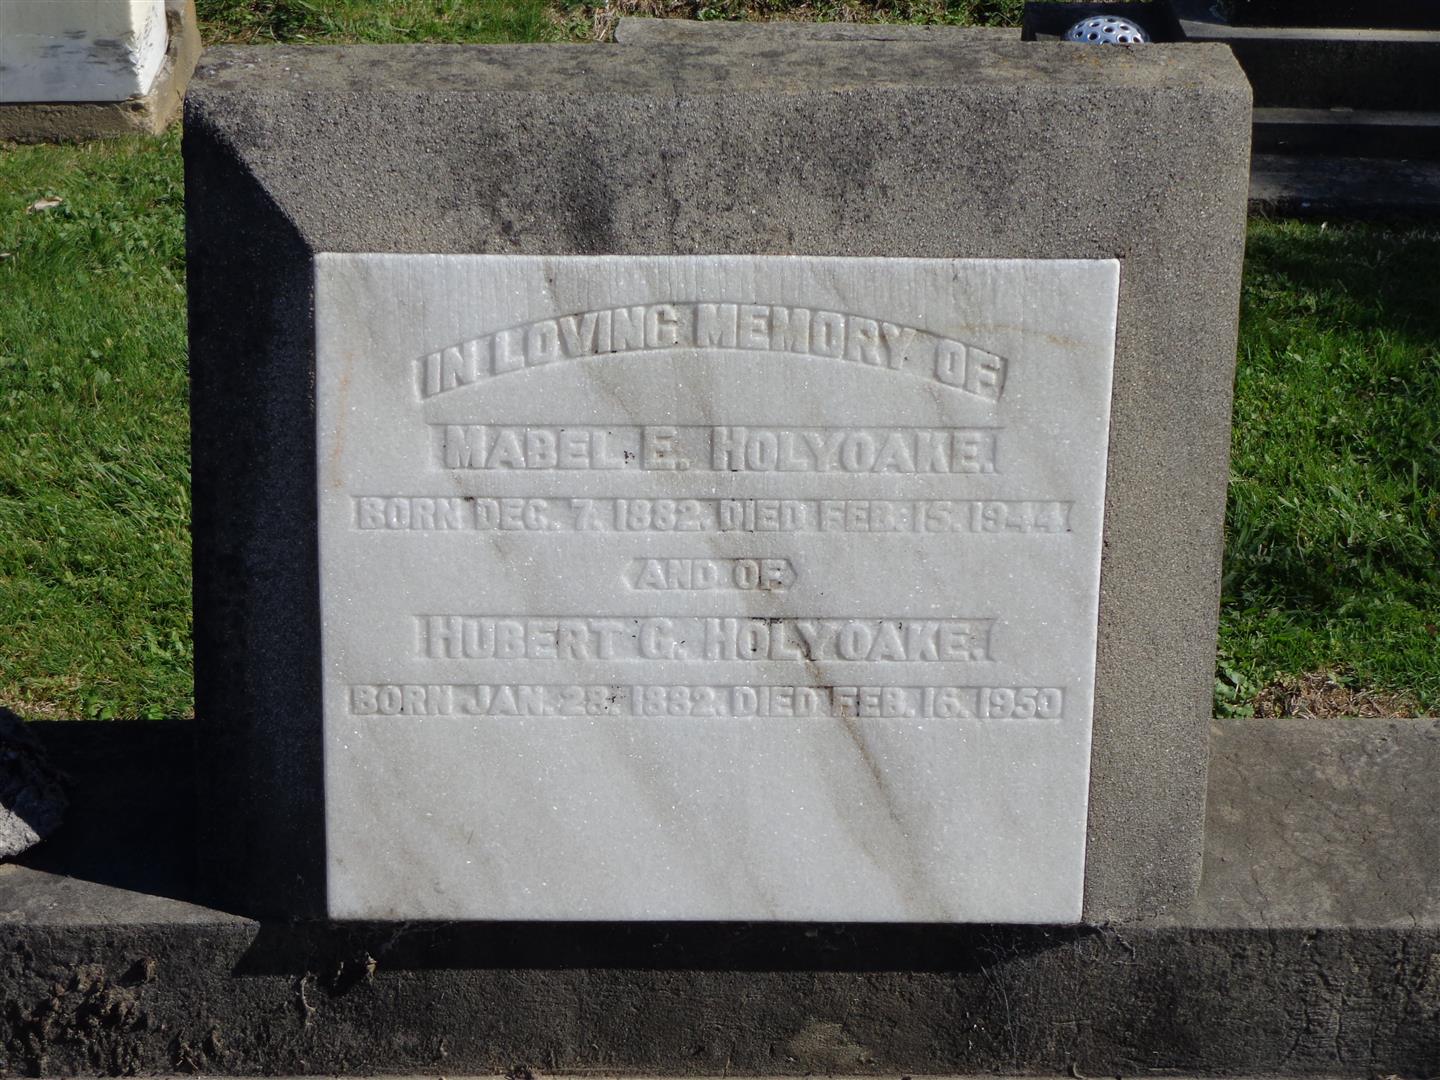 IN LOVING MEMORY OF
MABEL E. HOLYOAKE.
BORN DEC. 7. 1882. DIED FEB. 15. 1944
AND OF
HUBERT G. HOLYOAKE.
BORN JAN. 28. 1882. DIED FEB. 16. 1950